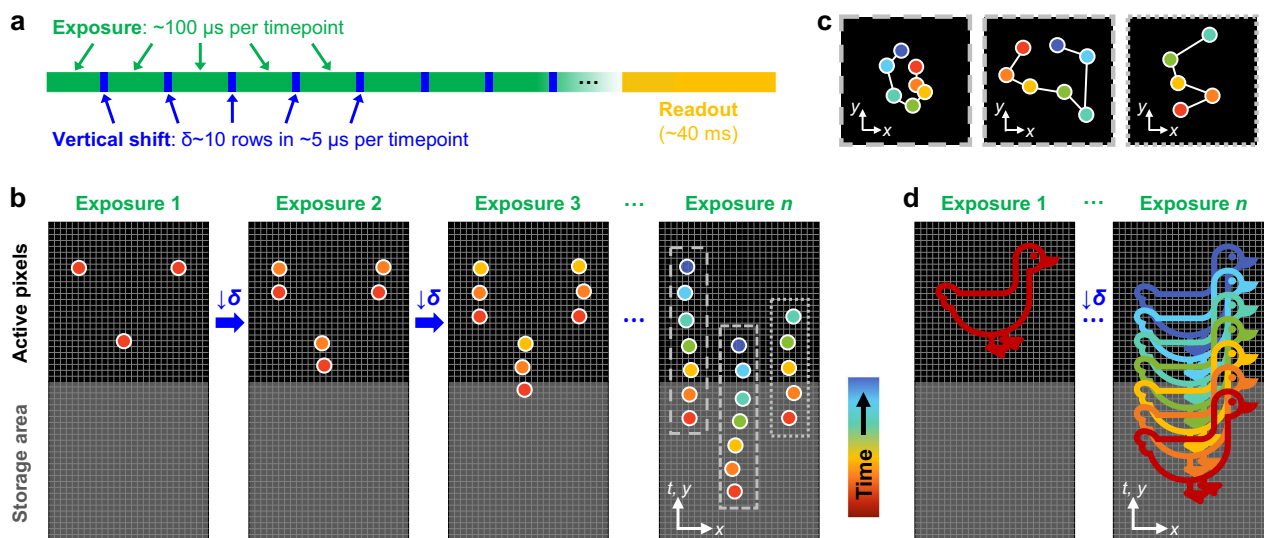 a
Exposure: ~100 µs per timepoint
...
Readout
(~40 ms)
Vertical shift: δ~10 rows in ~5 µs per timepoint
c
y
x
y
x
y
x
b
Exposure 1
Exposure 2
Exposure 3
...
Exposure n
Active pixels
Storage area
↓δ
↓δ
...
t, y
x
Time
d
Exposure 1
...
Exposure n
↓δ
...